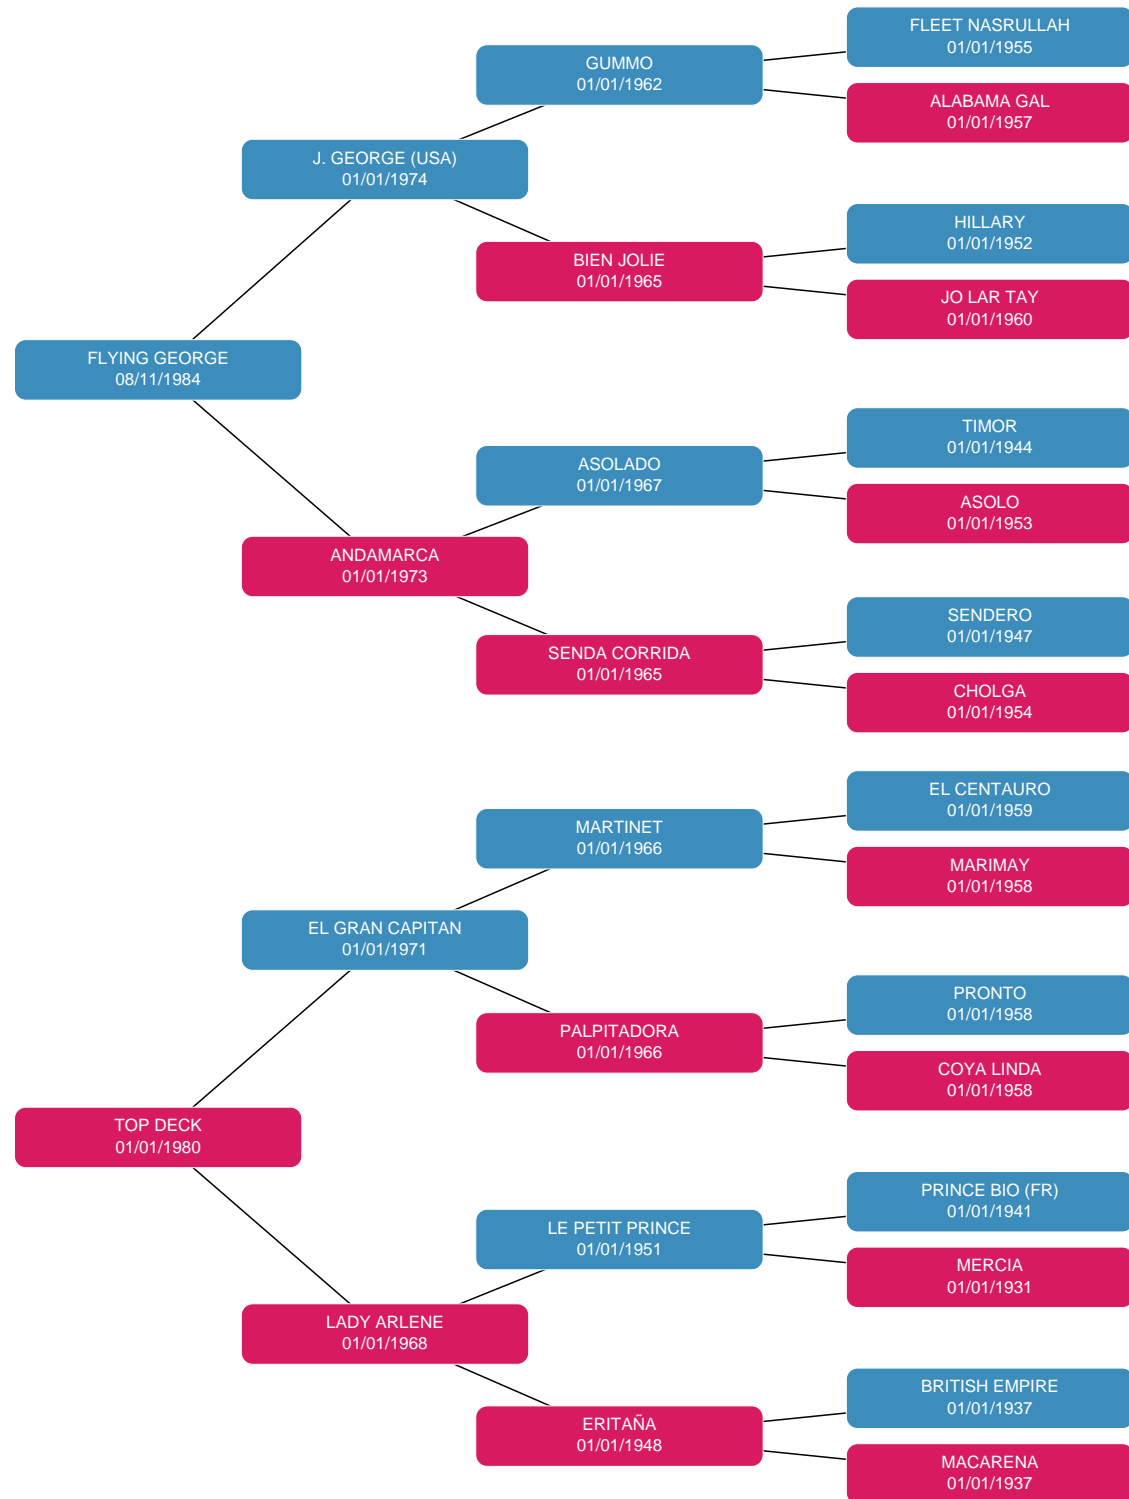 FLEET NASRULLAH
01/01/1955
GUMMO
01/01/1962
ALABAMA GAL
01/01/1957
J. GEORGE (USA)
01/01/1974
HILLARY
01/01/1952
BIEN JOLIE
01/01/1965
JO LAR TAY
01/01/1960
FLYING GEORGE
08/11/1984
TIMOR
01/01/1944
ASOLADO
01/01/1967
ASOLO
01/01/1953
ANDAMARCA
01/01/1973
SENDERO
01/01/1947
SENDA CORRIDA
01/01/1965
CHOLGA
01/01/1954
EL CENTAURO
01/01/1959
MARTINET
01/01/1966
MARIMAY
01/01/1958
EL GRAN CAPITAN
01/01/1971
PRONTO
01/01/1958
PALPITADORA
01/01/1966
COYA LINDA
01/01/1958
TOP DECK
01/01/1980
PRINCE BIO (FR)
01/01/1941
LE PETIT PRINCE
01/01/1951
MERCIA
01/01/1931
LADY ARLENE
01/01/1968
BRITISH EMPIRE
01/01/1937
ERITAÑA
01/01/1948
MACARENA
01/01/1937